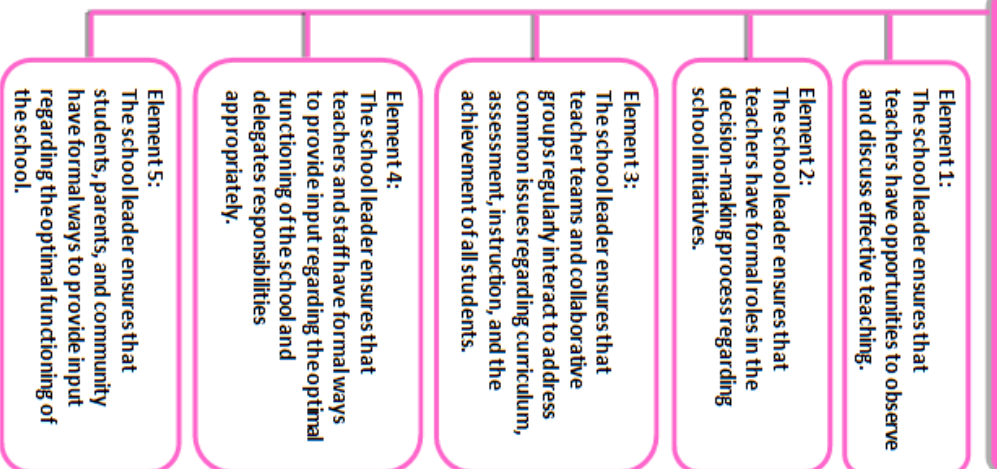 Element 1:
The school leader ensures that
teachers have opportunities to observe
and discuss effective teaching.
Element 2:
The school leader ensures that
teachers have formal roles in the
decision-making process regarding
school initiatives.
Element 3:
The school leader ensures that
teacher teams and collaborative
groups regularly interact to address
common issues regarding curriculum,
assessment, instruction, and the
achievement of all students.
Element 4:
The school leader ensures that
teachers and staff have formal ways
to provide input regarding the optimal
functioning of the school and
delegates responsibilities
appropriately.
Element 5:
The school leader ensures that
students, parents, and community
have formal ways to provide input
regarding the optimal functioning of
the school.